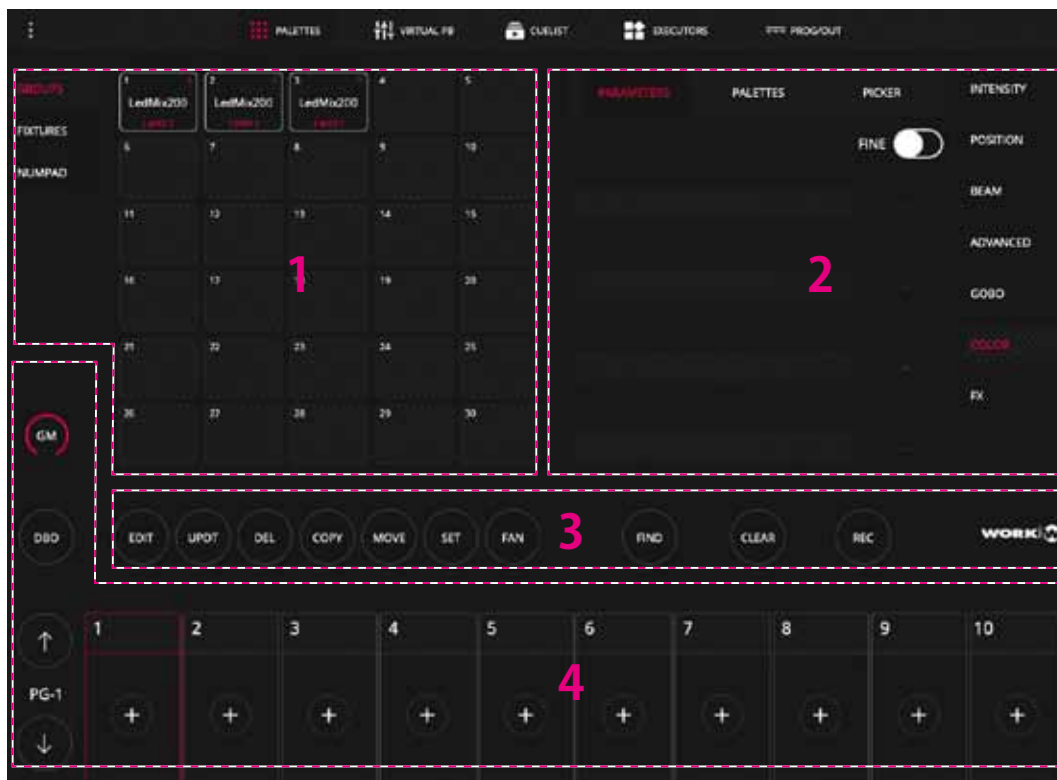 PALETTES VIRTUAL PB CUELIST EXECUTORS PROG/OUT
GROUPS
FIXTURES
NUMPAD
1 2 3 4 5
LedMix200 LedMix200 LedMix200
6 7 8 9 10
11 12 13 14 15
16 17 18 19 20
21 22 23 24 25
26 27 28 29 30
1
PARAMETERS PALETTES PICKER
FINE
2
INTENSITY
POSITION
BEAM
ADVANCED
GOBO
COLOR
FX
GM
DBO
EDIT UPDT DEL COPY MOVE SET FAN 3 FIND CLEAR REC
WORK
PG-1
1 2 3 4 5 6 7 8 9 10
+ + + + + + + + + +
4